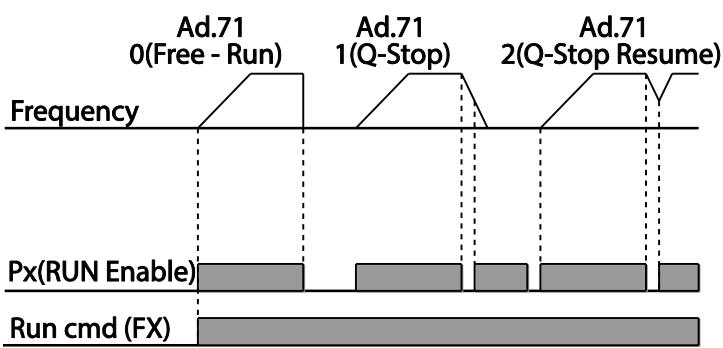 Ad.71
0(Free - Run)
Ad.71
1(Q-Stop)
Ad.71
2(Q-Stop Resume)
Frequency
Px(RUN Enable)
Run cmd (FX)